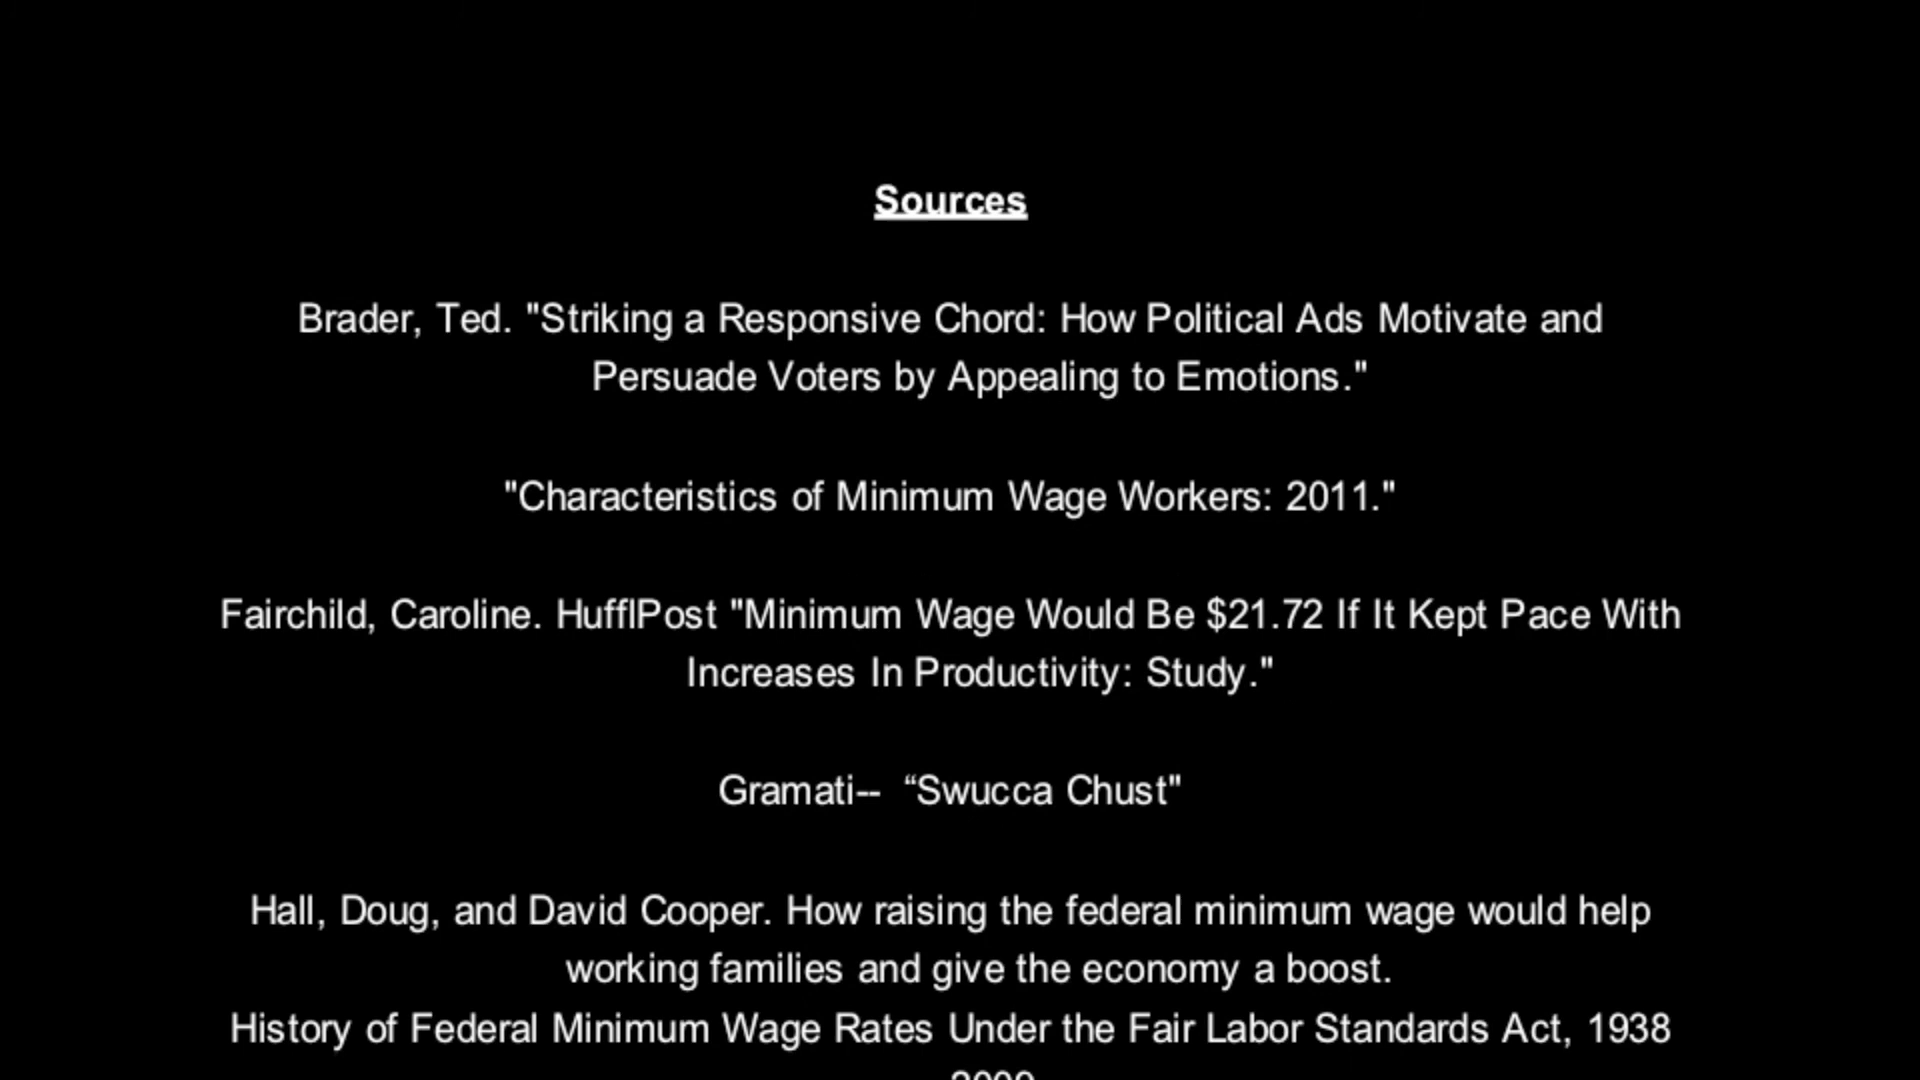 Sources
Brader, Ted. "Striking a Responsive Chord: How Political Ads Motivate and
Persuade Voters by Appealing to Emotions."
"Characteristics of Minimum Wage Workers: 2011."
Fairchild, Caroline. HufflPost "Minimum Wage Would Be $21.72 If It Kept Pace With
Increases In Productivity: Study."
Gramati-- “Swucca Chust"
Hall, Doug, and David Cooper. How raising the federal minimum wage would help
working families and give the economy a boost.
History of Federal Minimum Wage Rates Under the Fair Labor Standards Act, 1938